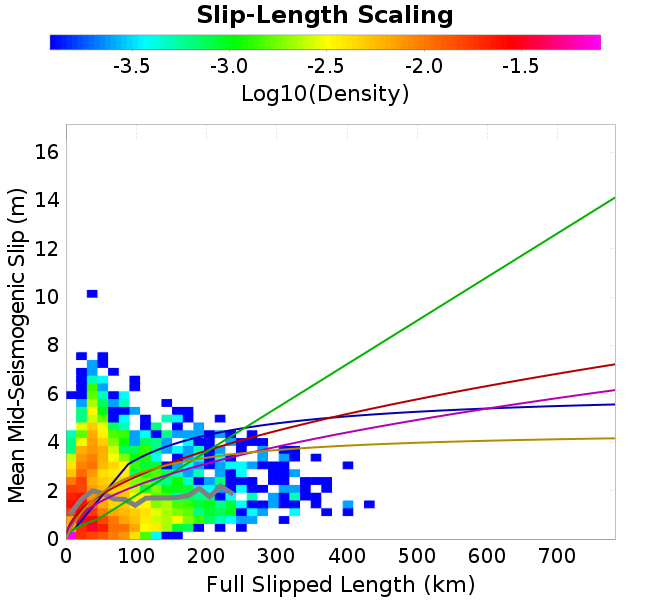 Slip-Length Scaling
-3.5 -3.0 -2.5 -2.0 -1.5
Log10(Density)
Mean Mid-Seismogenic Slip (m)
16
14
12
10
8
6
4
2
0
0 100 200 300 400 500 600 700
Full Slipped Length (km)